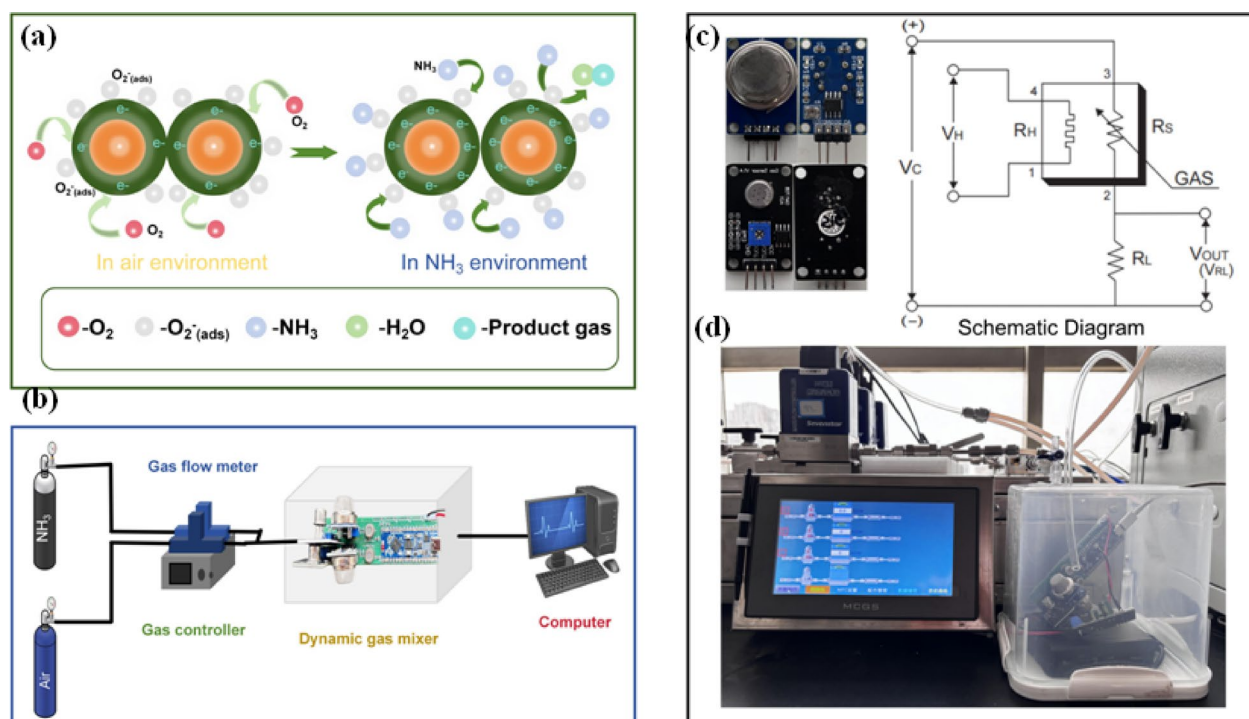 (a)
O₂⁻(ads)
NH₃
e-
O₂
O₂⁻(ads)
O₂
In air environment
In NH₃ environment
-O₂
-O₂⁻(ads)
-NH₃
-H₂O
-Product gas
(b)
Gas flow meter
NH₃
Gas controller
Dynamic gas mixer
Computer
Air
(c)
(+)
3
4
VH
RH
RS
VC
1
GAS
2
RL
VOUT
(VRL)
(−)
Schematic Diagram
(d)
Sevenstar
MCGS